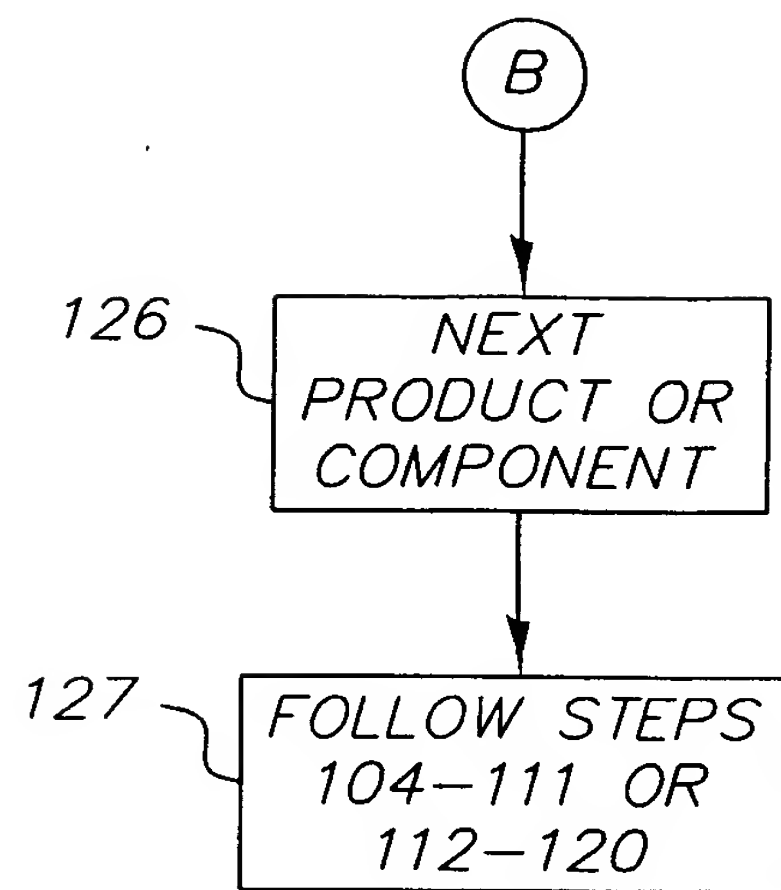 B
126
NEXT
PRODUCT OR
COMPONENT
127
FOLLOW STEPS
104-111 OR
112-120